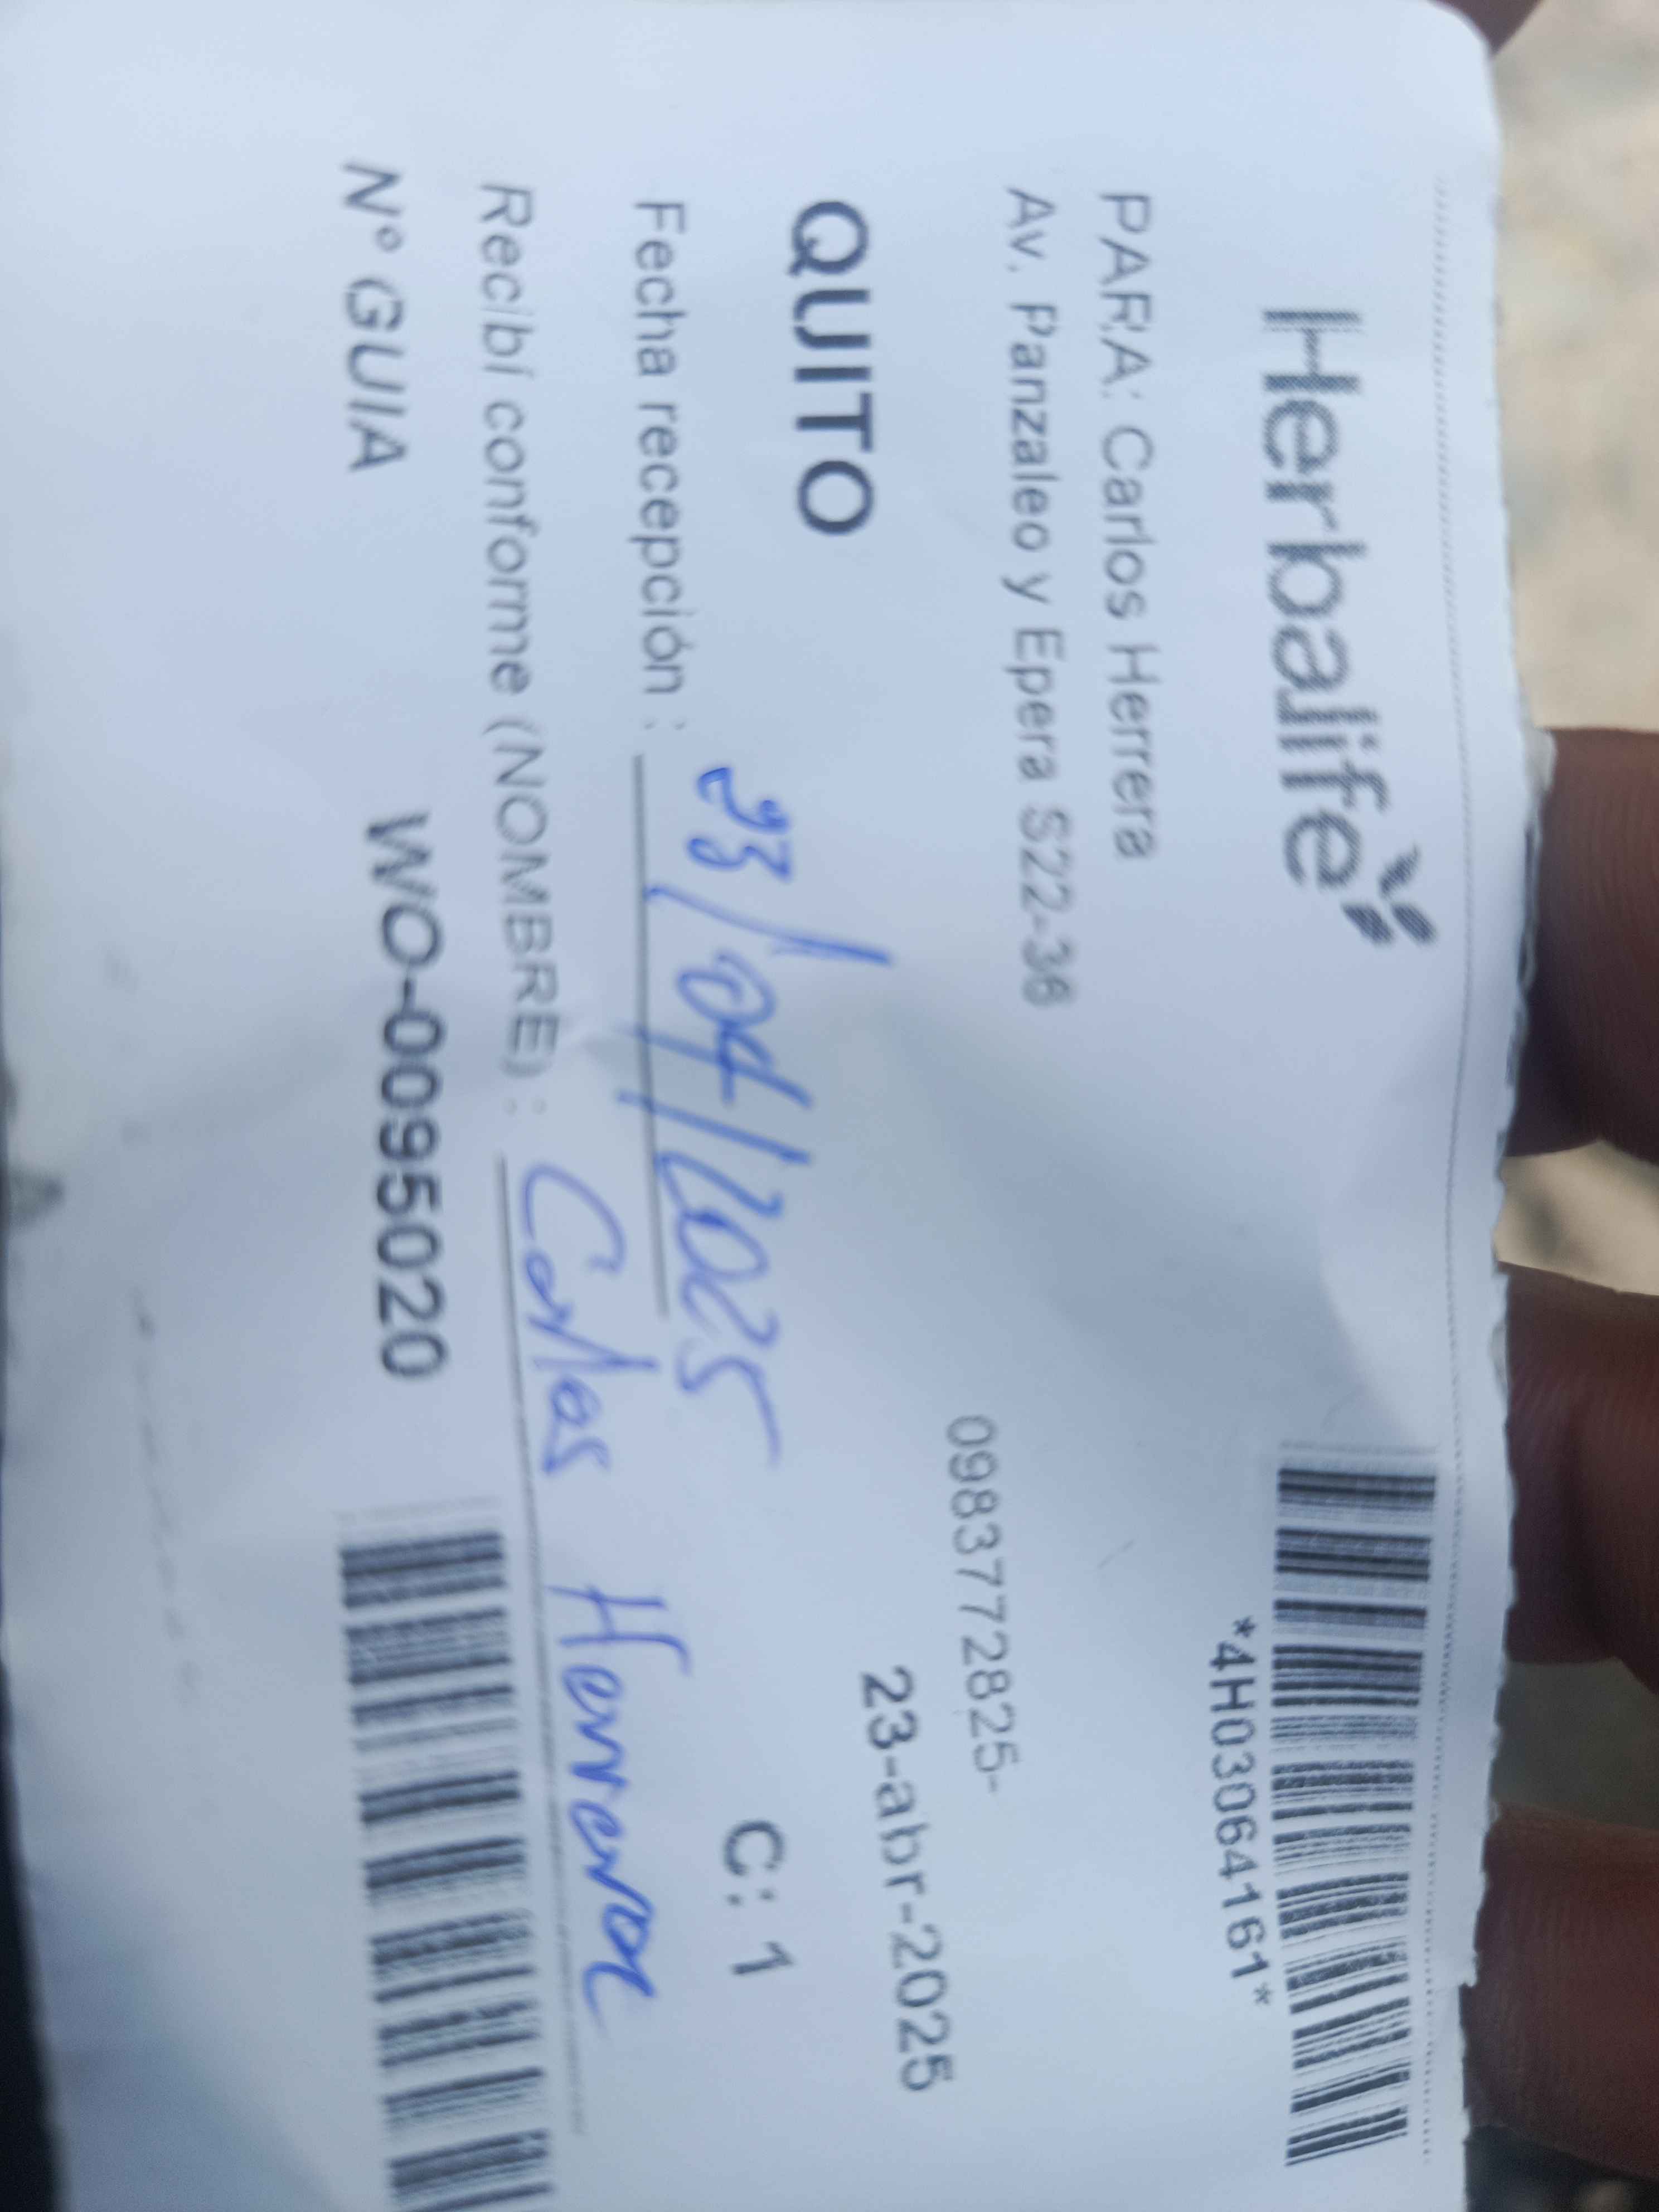 Herbalife
*4H03064161*
PARA: Carlos Herrera
Av. Panzaleo y Epera S22-36
0983772825-
23-abr-2025
QUITO
C: 1
Fecha recepción : 23/04/2025
Recibí conforme (NOMBRE) : Carlos Herrera
N° GUIA WO-0095020